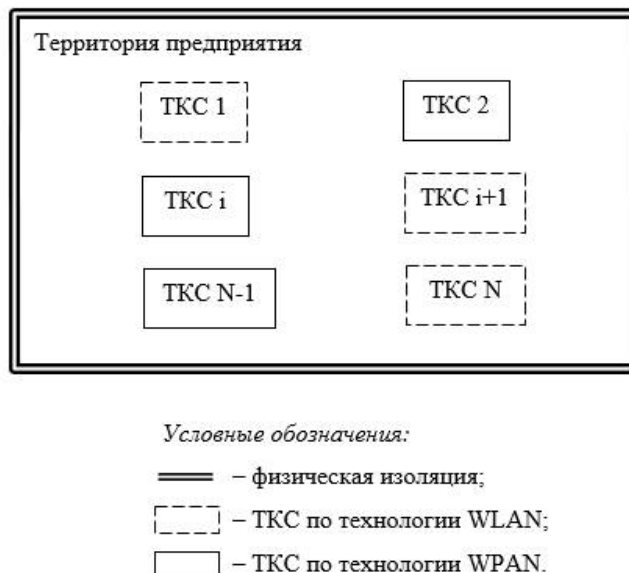 Территория предприятия
ТКС 1
ТКС 2
ТКС i
ТКС i+1
ТКС N-1
ТКС N
Условные обозначения:
– физическая изоляция;
– ТКС по технологии WLAN;
– ТКС по технологии WPAN.